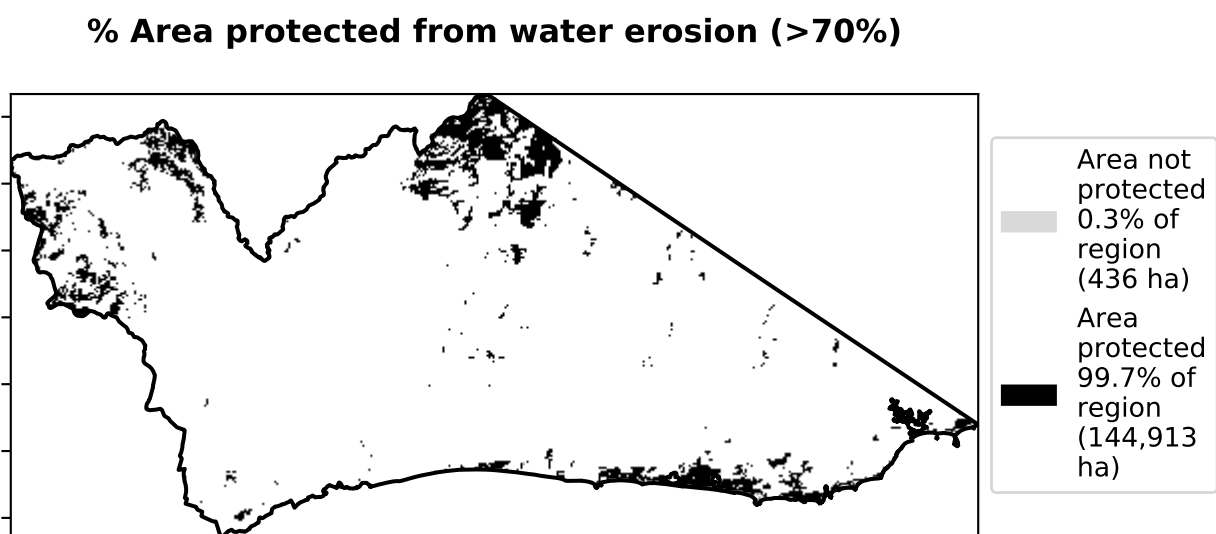 % Area protected from water erosion (>70%)
Area not
protected
0.3% of
region
(436 ha)
Area
protected
99.7% of
region
(144,913
ha)